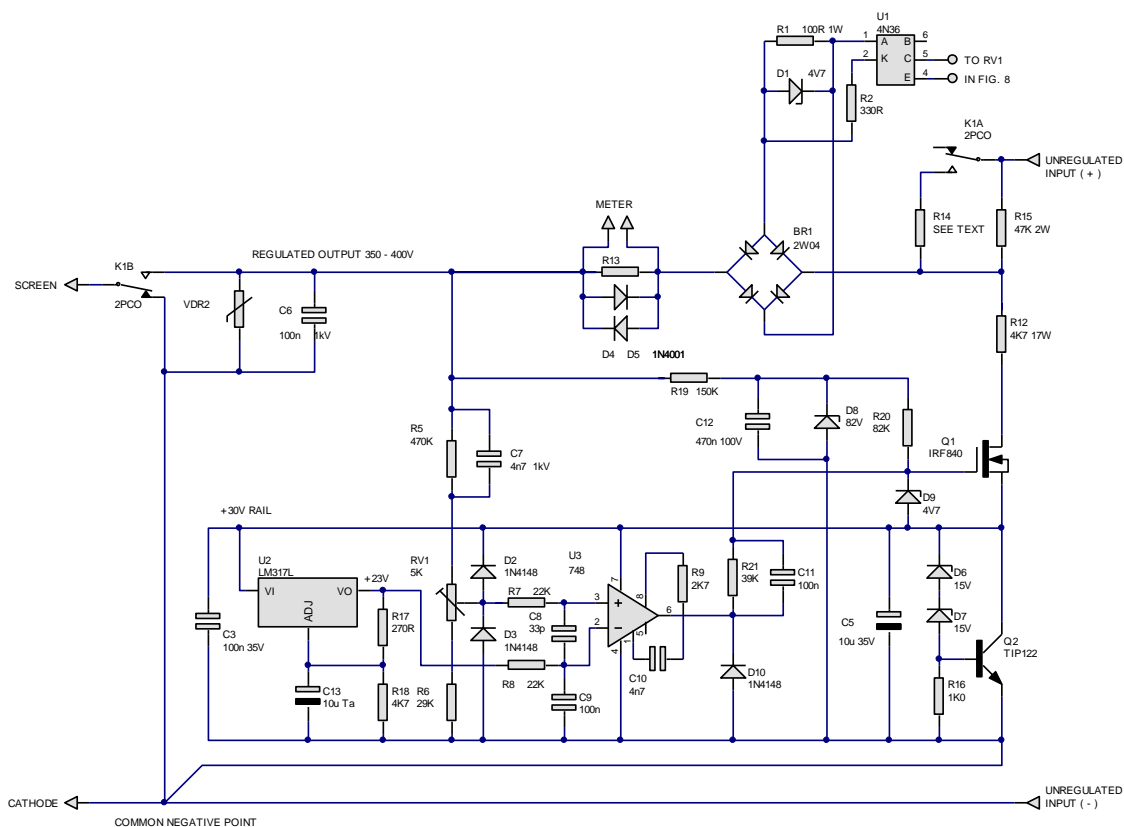 U1
4N36
R1 100R 1W
1 A B 6
2 K C 5
E 4
TO RV1
IN FIG. 8
D1 4V7
R2
330R
K1A
2PCO
UNREGULATED
INPUT ( + )
METER
R14
SEE TEXT
R15
47K 2W
BR1
2W04
REGULATED OUTPUT 350 - 400V
R13
K1B
SCREEN
2PCO
VDR2
C6
100n 1kV
R12
4K7 17W
D4 D5 1N4001
R19 150K
D8
82V
R20
82K
C12
470n 100V
R5
470K
C7
4n7 1kV
Q1
IRF840
D9
4V7
+30V RAIL
U2
LM317L
+23V
VI VO
ADJ
RV1
5K
D2
1N4148
U3
748
R9
2K7
R21
39K
C11
100n
D6
15V
D7
15V
R17
270R
R7 22K
C8
33p
3 + 7 8 6
2 - 4 1 5
C3
100n 35V
D3
1N4148
C5
10u 35V
Q2
TIP122
C13
10u Ta
R18
4K7
R6
29K
R8 22K
C9
100n
C10
4n7
D10
1N4148
R16
1K0
CATHODE
UNREGULATED
INPUT ( - )
COMMON NEGATIVE POINT